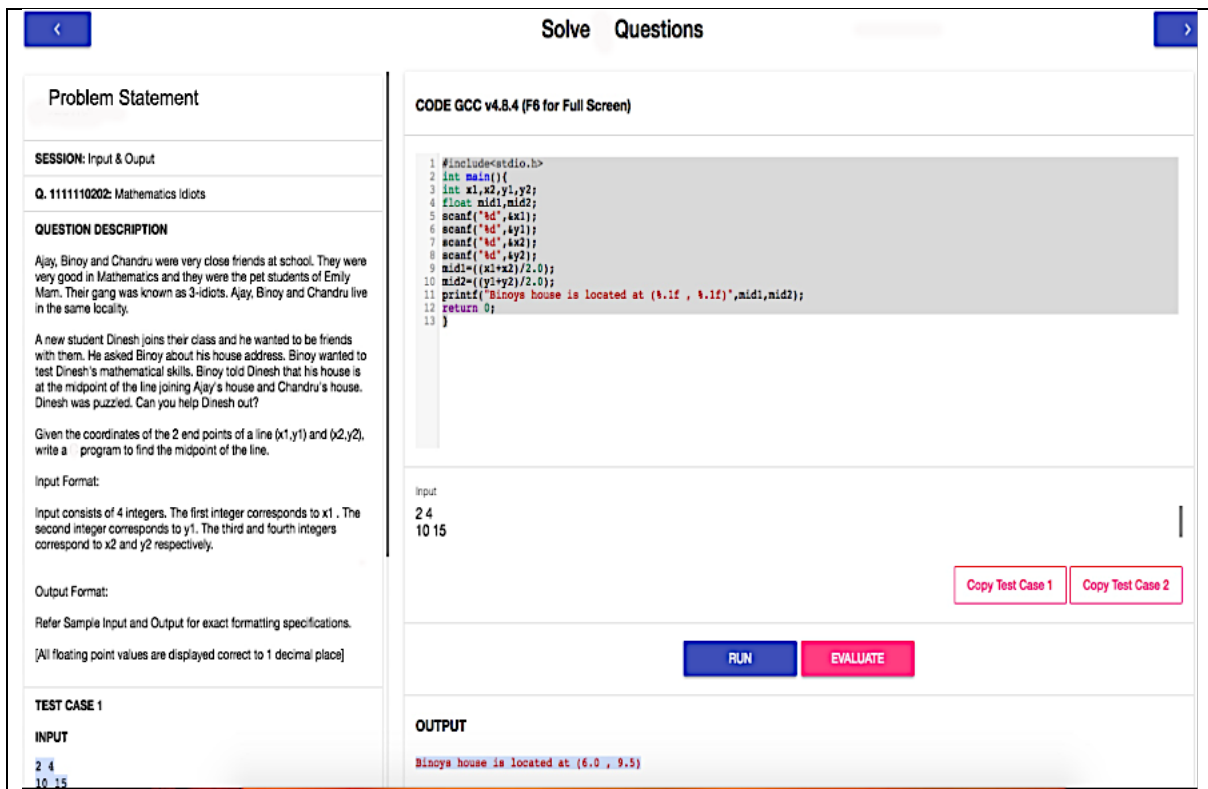 Solve Questions
Problem Statement
SESSION: Input & Ouput
Q. 1111110202: Mathematics Idiots
QUESTION DESCRIPTION
Ajay, Binoy and Chandru were very close friends at school. They were
very good in Mathematics and they were the pet students of Emily
Mam. Their gang was known as 3-idiots. Ajay, Binoy and Chandru live
in the same locality.
A new student Dinesh joins their class and he wanted to be friends
with them. He asked Binoy about his house address. Binoy wanted to
test Dinesh's mathematical skills. Binoy told Dinesh that his house is
at the midpoint of the line joining Ajay's house and Chandru's house.
Dinesh was puzzled. Can you help Dinesh out?
Given the coordinates of the 2 end points of a line (x1,y1) and (x2,y2),
write a program to find the midpoint of the line.
Input Format:
Input consists of 4 integers. The first integer corresponds to x1 . The
second integer corresponds to y1. The third and fourth integers
correspond to x2 and y2 respectively.
Output Format:
Refer Sample Input and Output for exact formatting specifications.
[All floating point values are displayed correct to 1 decimal place]
TEST CASE 1
INPUT
2 4
10 15
CODE GCC v4.8.4 (F6 for Full Screen)
1 #include<stdio.h>
2 int main(){
3 int x1,x2,y1,y2;
4 float mid1,mid2;
5 scanf("%d",&x1);
6 scanf("%d",&y1);
7 scanf("%d",&x2);
8 scanf("%d",&y2);
9 mid1=((x1+x2)/2.0);
10 mid2=((y1+y2)/2.0);
11 printf("Binoys house is located at (%.1f , %.1f)",mid1,mid2);
12 return 0;
13 }
Input
2 4
10 15
Copy Test Case 1 Copy Test Case 2
RUN EVALUATE
OUTPUT
Binoys house is located at (6.0 , 9.5)